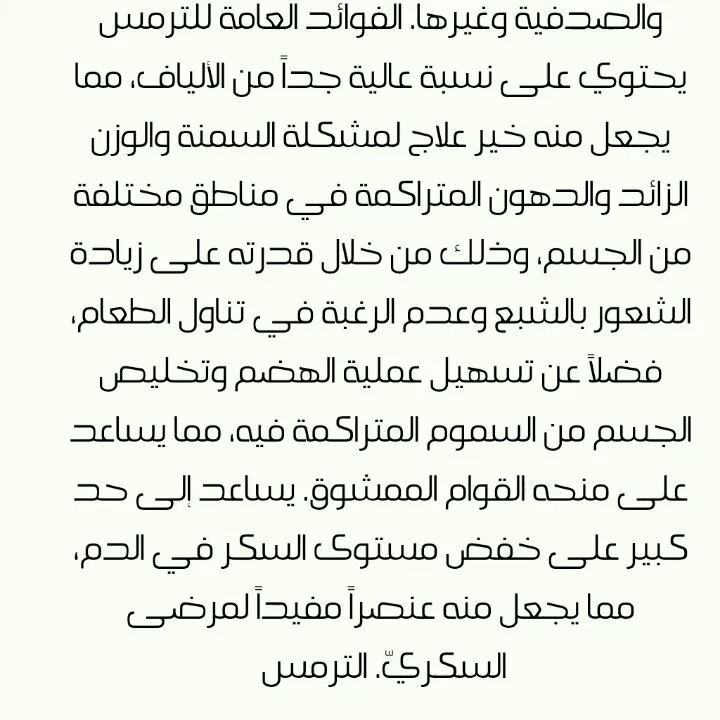 والصدفية وغيرها. الفوائد العامة للترمس
يحتوي على نسبة عالية جداً من الألياف، مما
يجعل منه خير علاج لمشكلة السمنة والوزن
الزائد والدهون المتراكمة في مناطق مختلفة
من الجسم، وذلك من خلال قدرته على زيادة
الشعور بالشبع وعدم الرغبة في تناول الطعام،
فضلاً عن تسهيل عملية الهضم وتخليص
الجسم من السموم المتراكمة فيه، مما يساعد
على منحه القوام الممشوق. يساعد إلى حد
كبير على خفض مستوى السكر في الدم،
مما يجعل منه عنصراً مفيداً لمرضى
السكريّ. الترمس